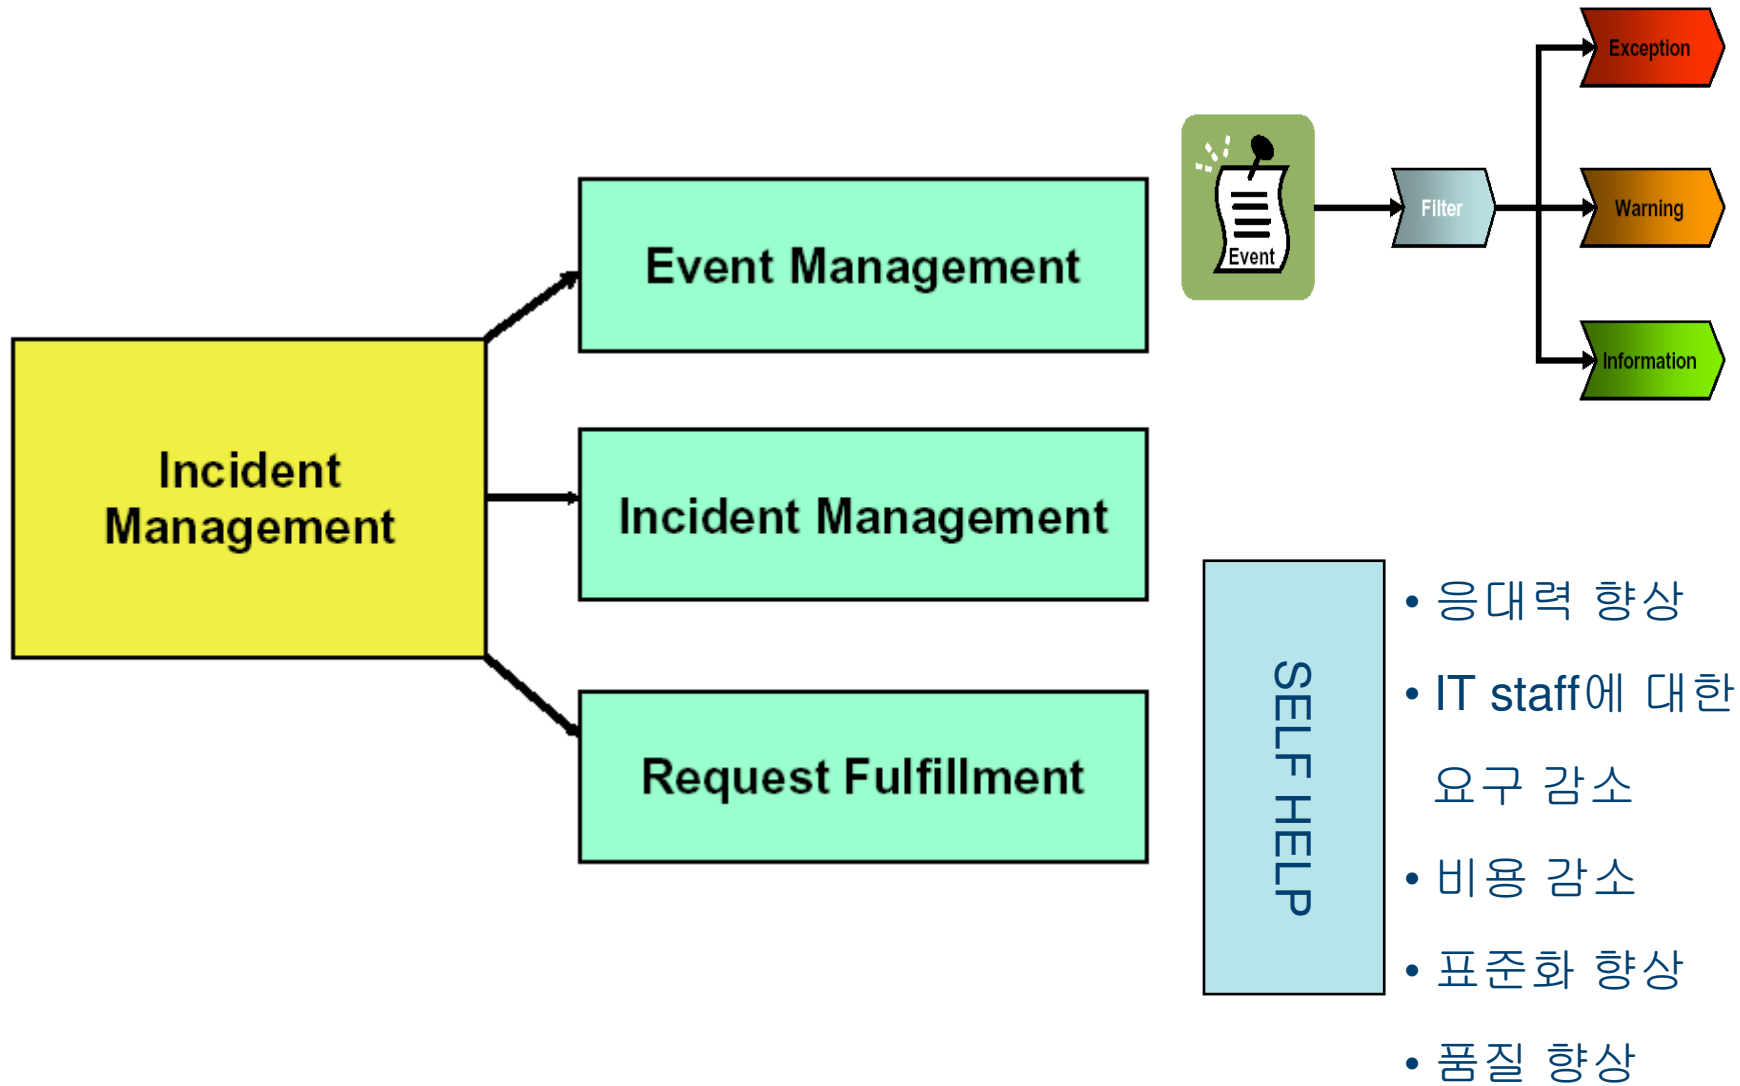 Incident
Management
Event Management
Incident Management
Request Fulfillment
Event
Filter
Exception
Warning
Information
SELF HELP
• 응대력 향상
• IT staff에 대한
요구 감소
• 비용 감소
• 표준화 향상
• 품질 향상